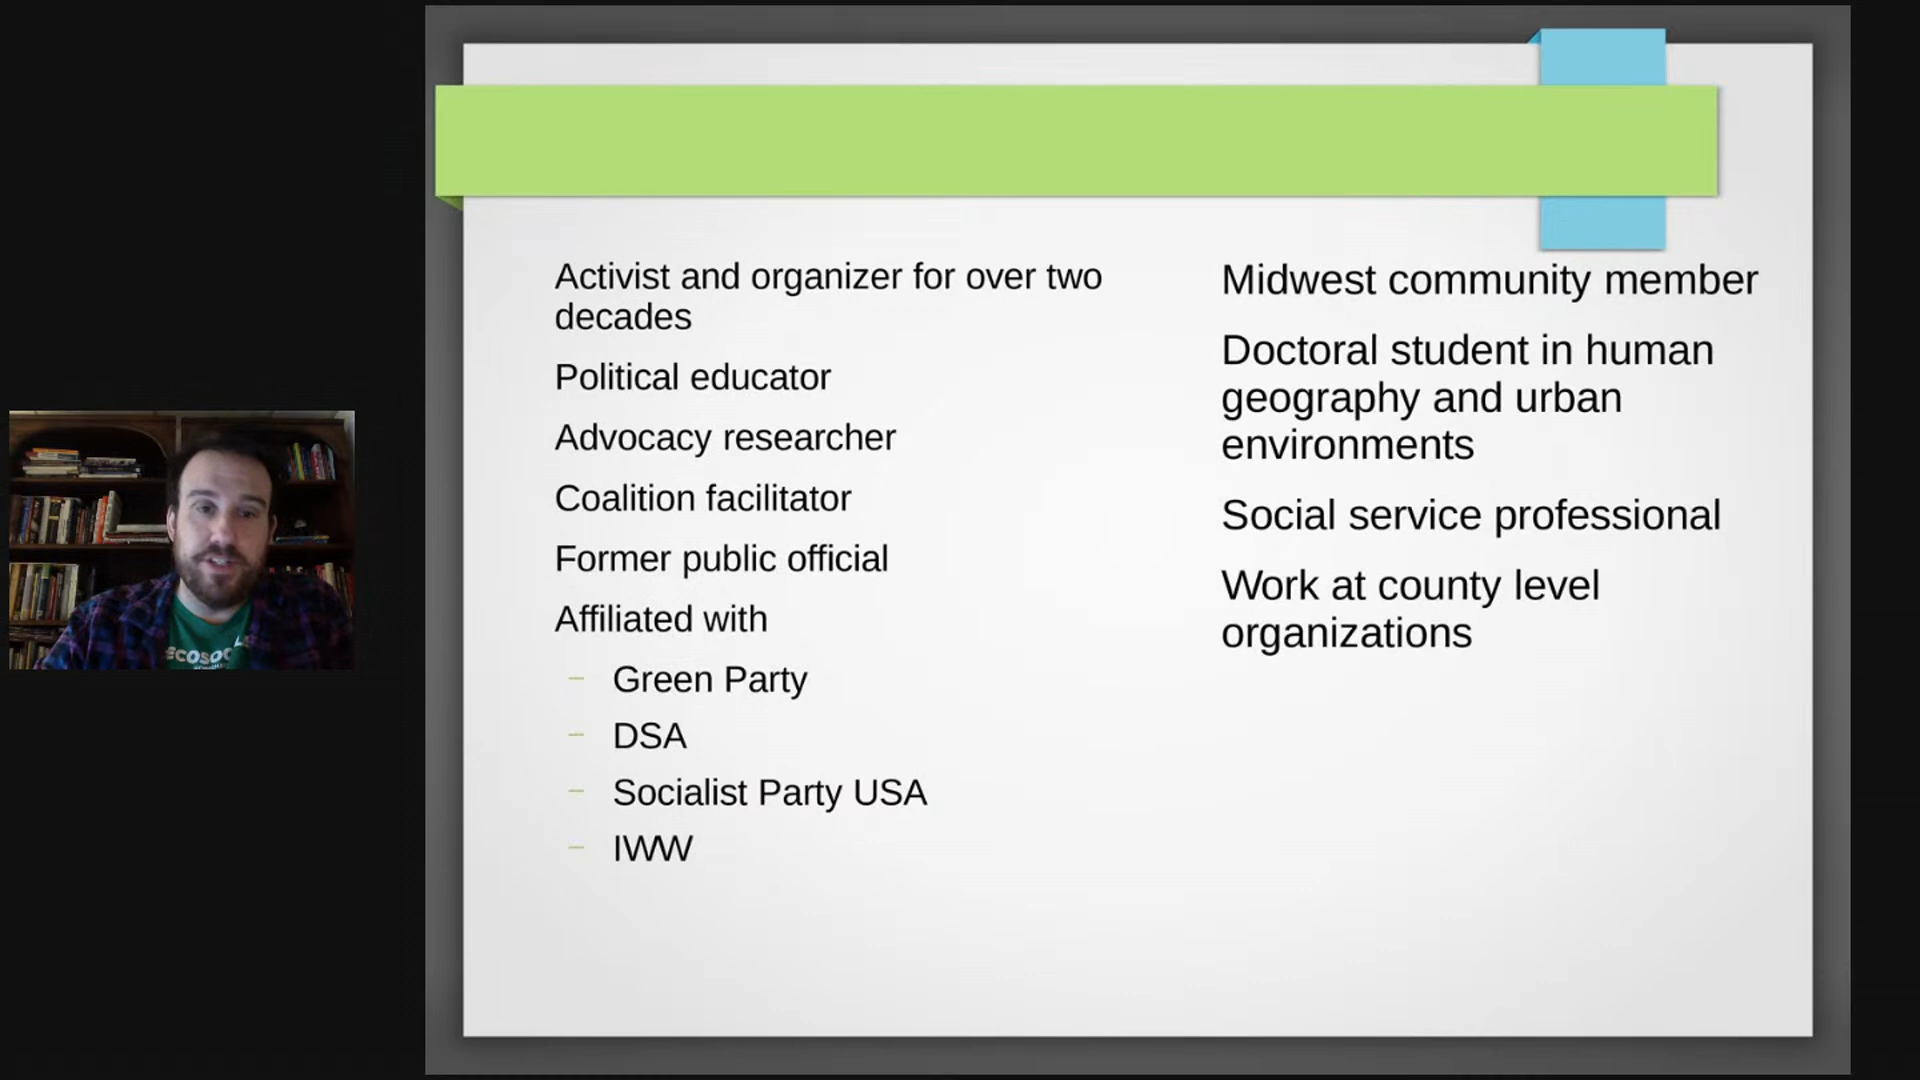 Activist and organizer for over two
decades
Political educator
Advocacy researcher
Coalition facilitator
Former public official
Affiliated with
– Green Party
– DSA
– Socialist Party USA
– IWW
Midwest community member
Doctoral student in human
geography and urban
environments
Social service professional
Work at county level
organizations